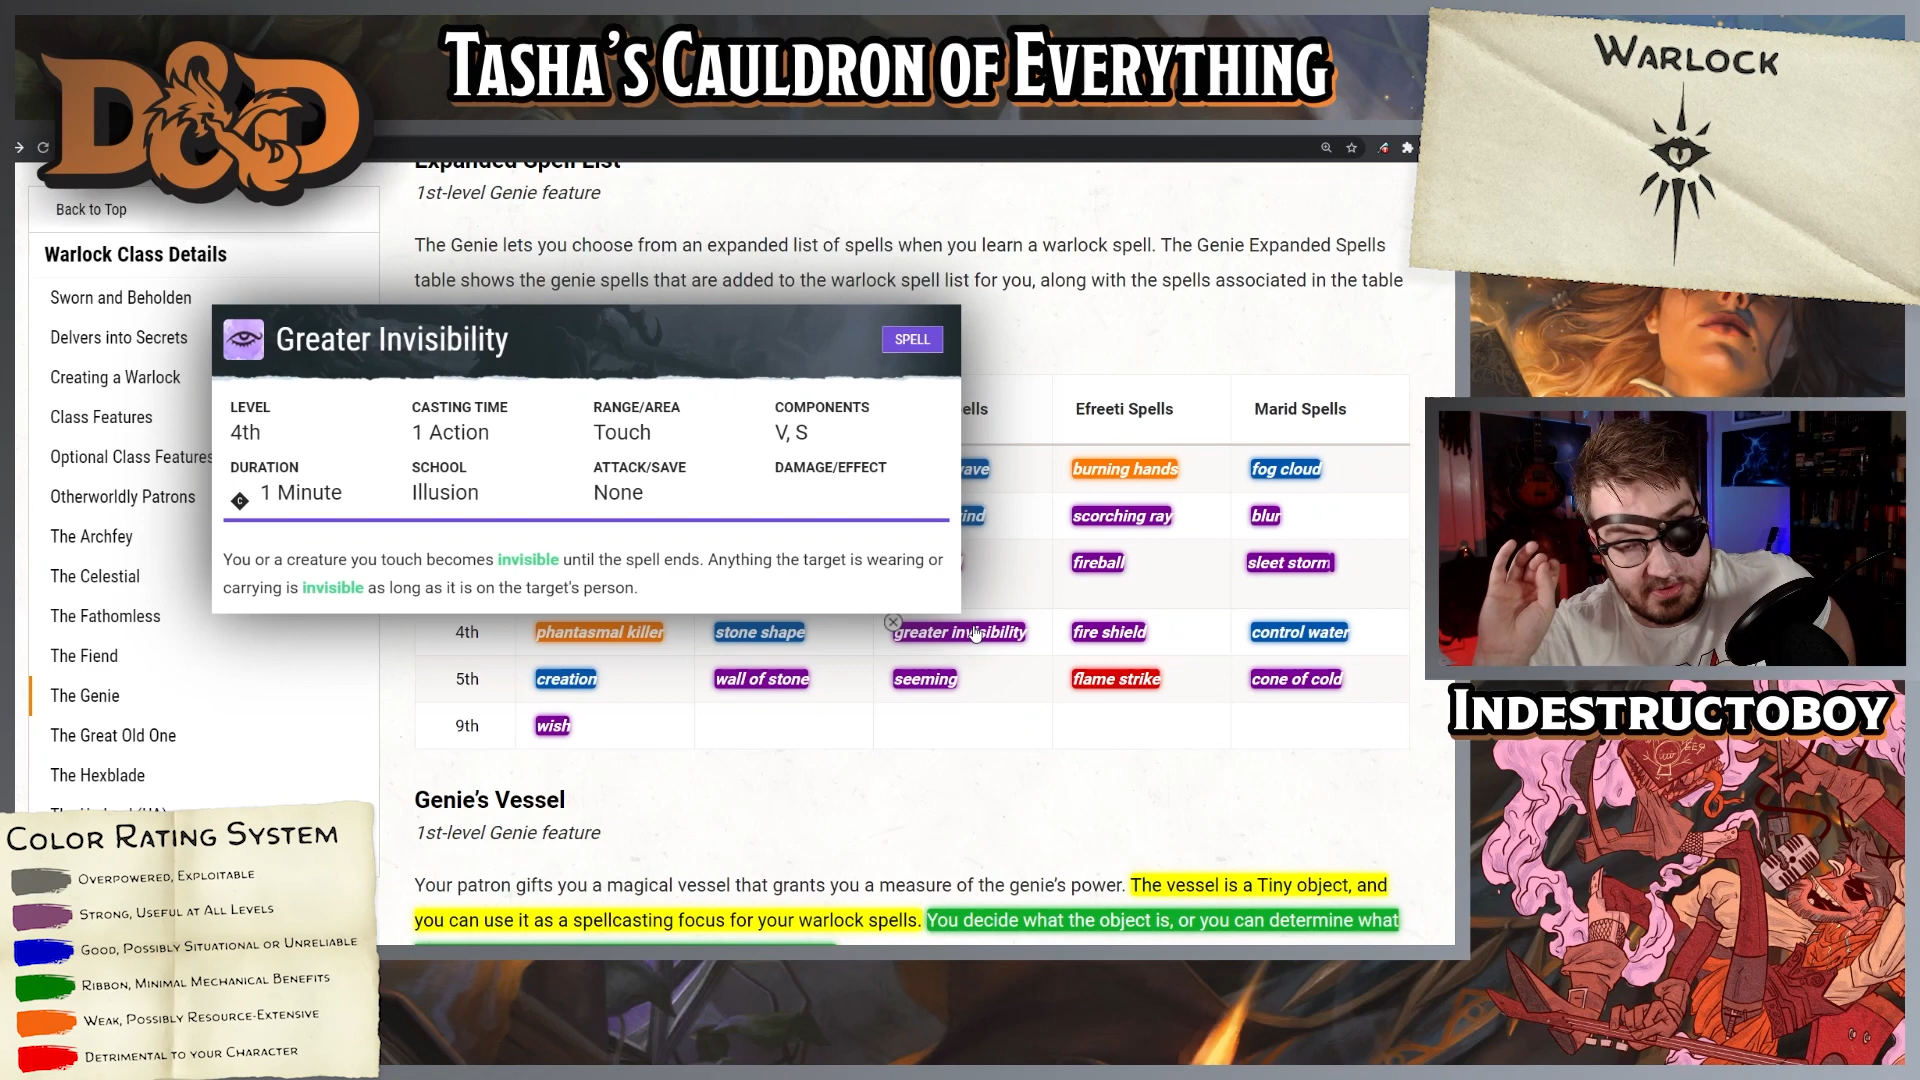 D&D
TASHA'S CAULDRON OF EVERYTHING
WARLOCK
Back to Top
Warlock Class Details
Sworn and Beholden
Delvers into Secrets
Creating a Warlock
Class Features
Optional Class Features
Otherworldly Patrons
The Archfey
The Celestial
The Fathomless
The Fiend
The Genie
The Great Old One
The Hexblade
Expanded Spell List
1st-level Genie feature
The Genie lets you choose from an expanded list of spells when you learn a warlock spell. The Genie Expanded Spells
table shows the genie spells that are added to the warlock spell list for you, along with the spells associated in the table
Greater Invisibility
SPELL
LEVEL CASTING TIME RANGE/AREA COMPONENTS
4th 1 Action Touch V, S
DURATION SCHOOL ATTACK/SAVE DAMAGE/EFFECT
C 1 Minute Illusion None
You or a creature you touch becomes invisible until the spell ends. Anything the target is wearing or
carrying is invisible as long as it is on the target's person.
ells Efreeti Spells Marid Spells
ave burning hands fog cloud
ind scorching ray blur
fireball sleet storm
4th phantasmal killer stone shape greater invisibility fire shield control water
5th creation wall of stone seeming flame strike cone of cold
9th wish
Genie's Vessel
1st-level Genie feature
Your patron gifts you a magical vessel that grants you a measure of the genie's power. The vessel is a Tiny object, and
you can use it as a spellcasting focus for your warlock spells. You decide what the object is, or you can determine what
COLOR RATING SYSTEM
OVERPOWERED, EXPLOITABLE
STRONG, USEFUL AT ALL LEVELS
GOOD, POSSIBLY SITUATIONAL OR UNRELIABLE
RIBBON, MINIMAL MECHANICAL BENEFITS
WEAK, POSSIBLY RESOURCE-EXTENSIVE
DETRIMENTAL TO YOUR CHARACTER
INDESTRUCTOBOY